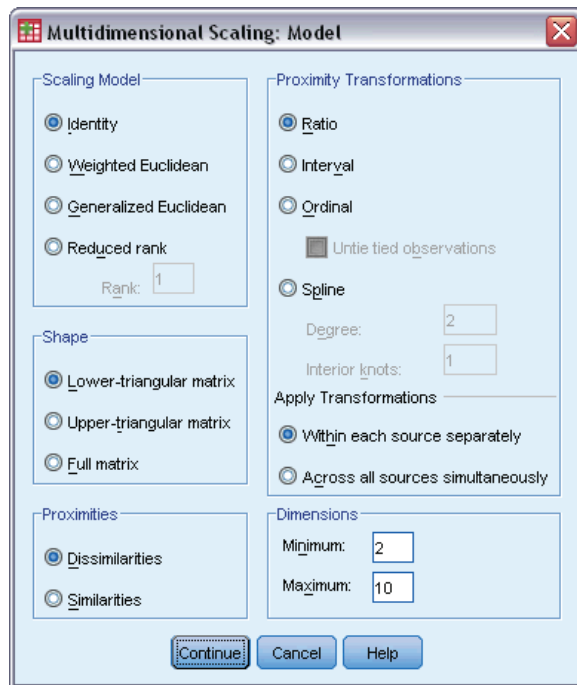 Multidimensional Scaling: Model
Scaling Model
Identity
Weighted Euclidean
Generalized Euclidean
Reduced rank
Rank: 1
Shape
Lower-triangular matrix
Upper-triangular matrix
Full matrix
Proximities
Dissimilarities
Similarities
Proximity Transformations
Ratio
Interval
Ordinal
Untie tied observations
Spline
Degree: 2
Interior knots: 1
Apply Transformations
Within each source separately
Across all sources simultaneously
Dimensions
Minimum: 2
Maximum: 10
Continue Cancel Help